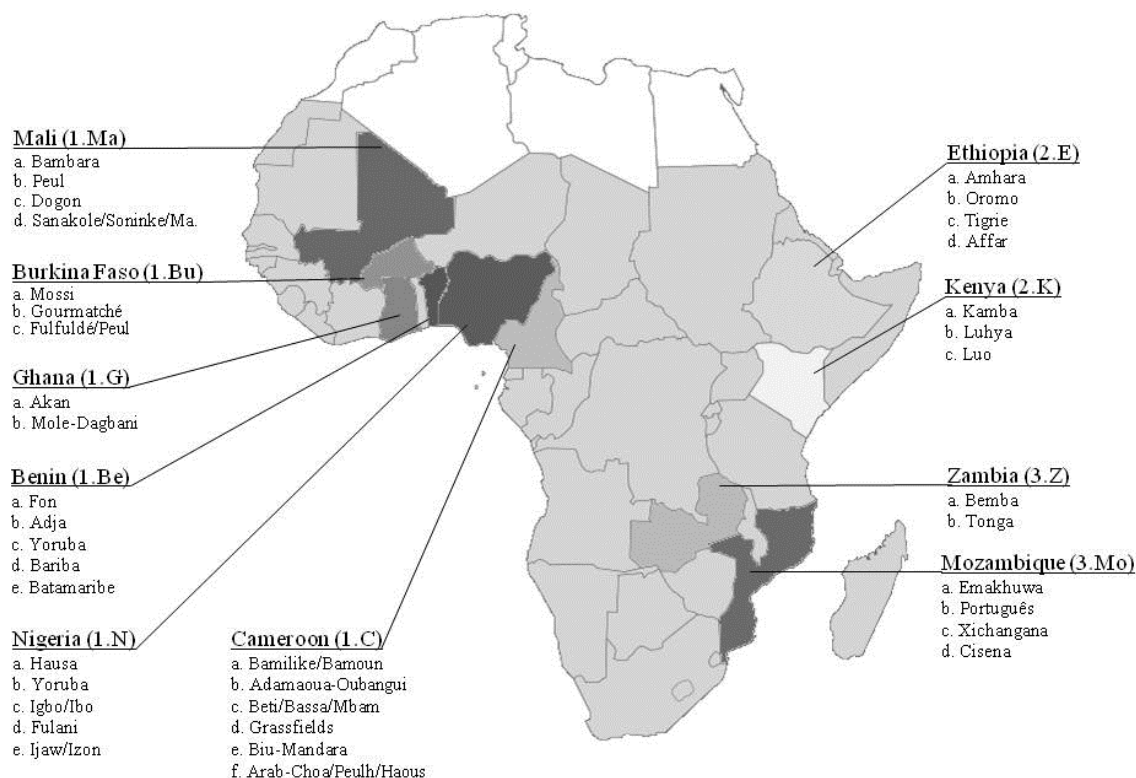 Mali (1.Ma)
a. Bambara
b. Peul
c. Dogon
d. Sanakole/Soninke/Ma.
Burkina Faso (1.Bu)
a. Mossi
b. Gourmatché
c. Fulfuldé/Peul
Ghana (1.G)
a. Akan
b. Mole-Dagbani
Benin (1.Be)
a. Fon
b. Adja
c. Yoruba
d. Bariba
e. Batamaribe
Nigeria (1.N)
a. Hausa
b. Yoruba
c. Igbo/Ibo
d. Fulani
e. Ijaw/Izon
Cameroon (1.C)
a. Bamilike/Bamoun
b. Adamaoua-Oubangui
c. Beti/Bassa/Mbam
d. Grassfields
e. Biu-Mandara
f. Arab-Choa/Peulh/Haous
Ethiopia (2.E)
a. Amhara
b. Oromo
c. Tigrie
d. Affar
Kenya (2.K)
a. Kamba
b. Luhya
c. Luo
Zambia (3.Z)
a. Bemba
b. Tonga
Mozambique (3.Mo)
a. Emakhuwa
b. Português
c. Xichangana
d. Cisena